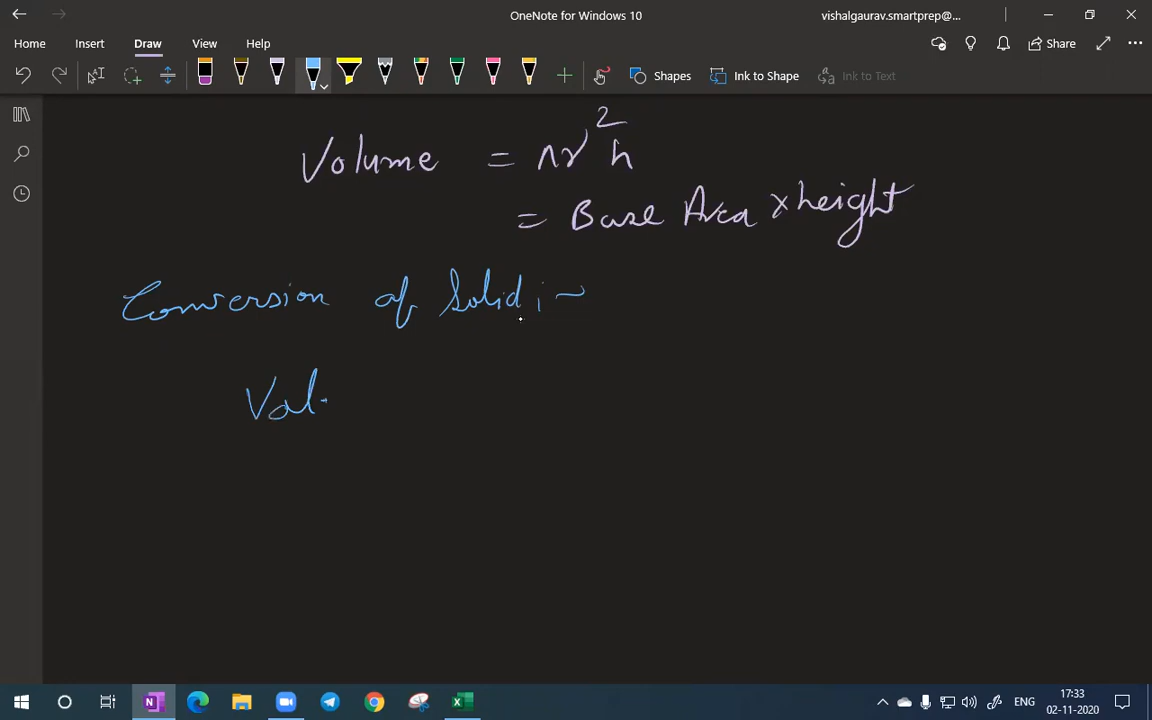 OneNote for Windows 10
vishalgaurav.smartprep@...
Home Insert Draw View Help
Share
Shapes Ink to Shape Ink to Text
Volume = πr²h
= Base Area × height
Conversion of Solid :-
Vol.
ENG
17:33
02-11-2020